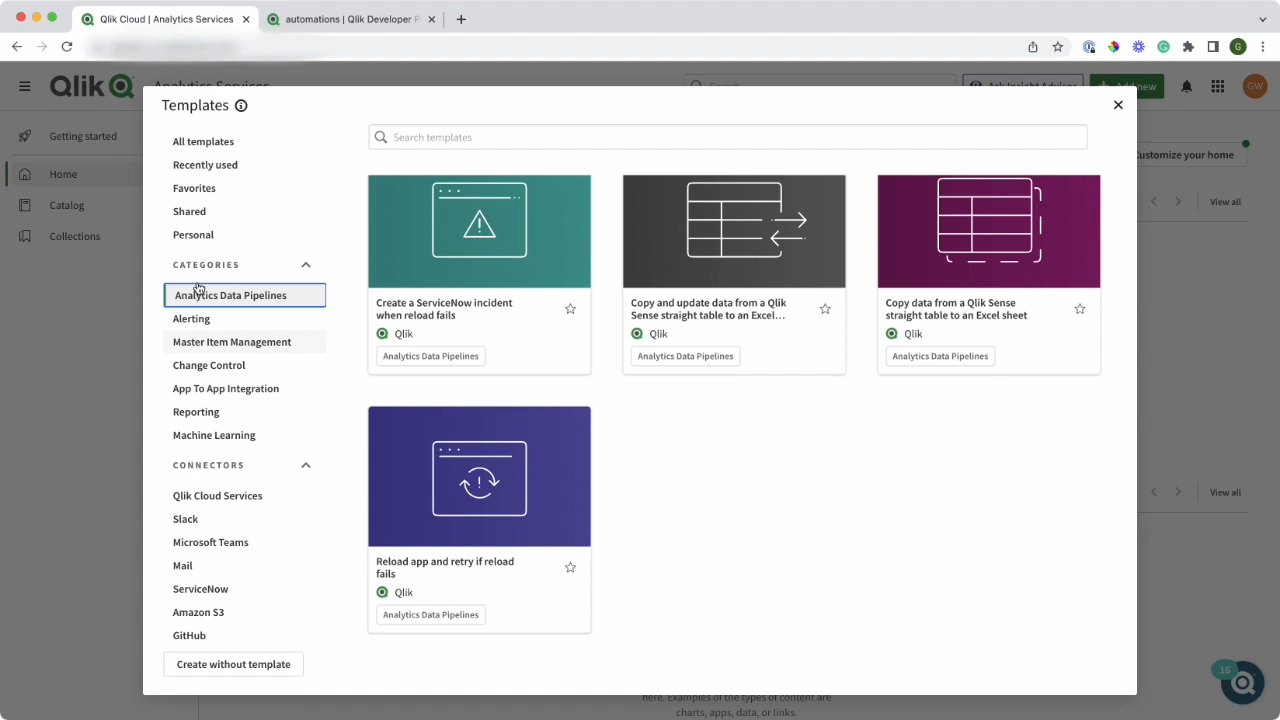 Qlik Cloud | Analytics Services
automations | Qlik Developer P
G
Qlik
Analytics Services
Search
Ask Insight Advisor
Add new
GW
Getting started
Home
Catalog
Collections
Customize your home
View all
View all
Templates
All templates
Recently used
Favorites
Shared
Personal
CATEGORIES
Analytics Data Pipelines
Alerting
Master Item Management
Change Control
App To App Integration
Reporting
Machine Learning
CONNECTORS
Qlik Cloud Services
Slack
Microsoft Teams
Mail
ServiceNow
Amazon S3
GitHub
Create without template
Search templates
Create a ServiceNow incident
when reload fails
Qlik
Analytics Data Pipelines
Copy and update data from a Qlik
Sense straight table to an Excel...
Qlik
Analytics Data Pipelines
Copy data from a Qlik Sense
straight table to an Excel sheet
Qlik
Analytics Data Pipelines
Reload app and retry if reload
fails
Qlik
Analytics Data Pipelines
16
here. Examples of the types of content are
charts, apps, data, or links.